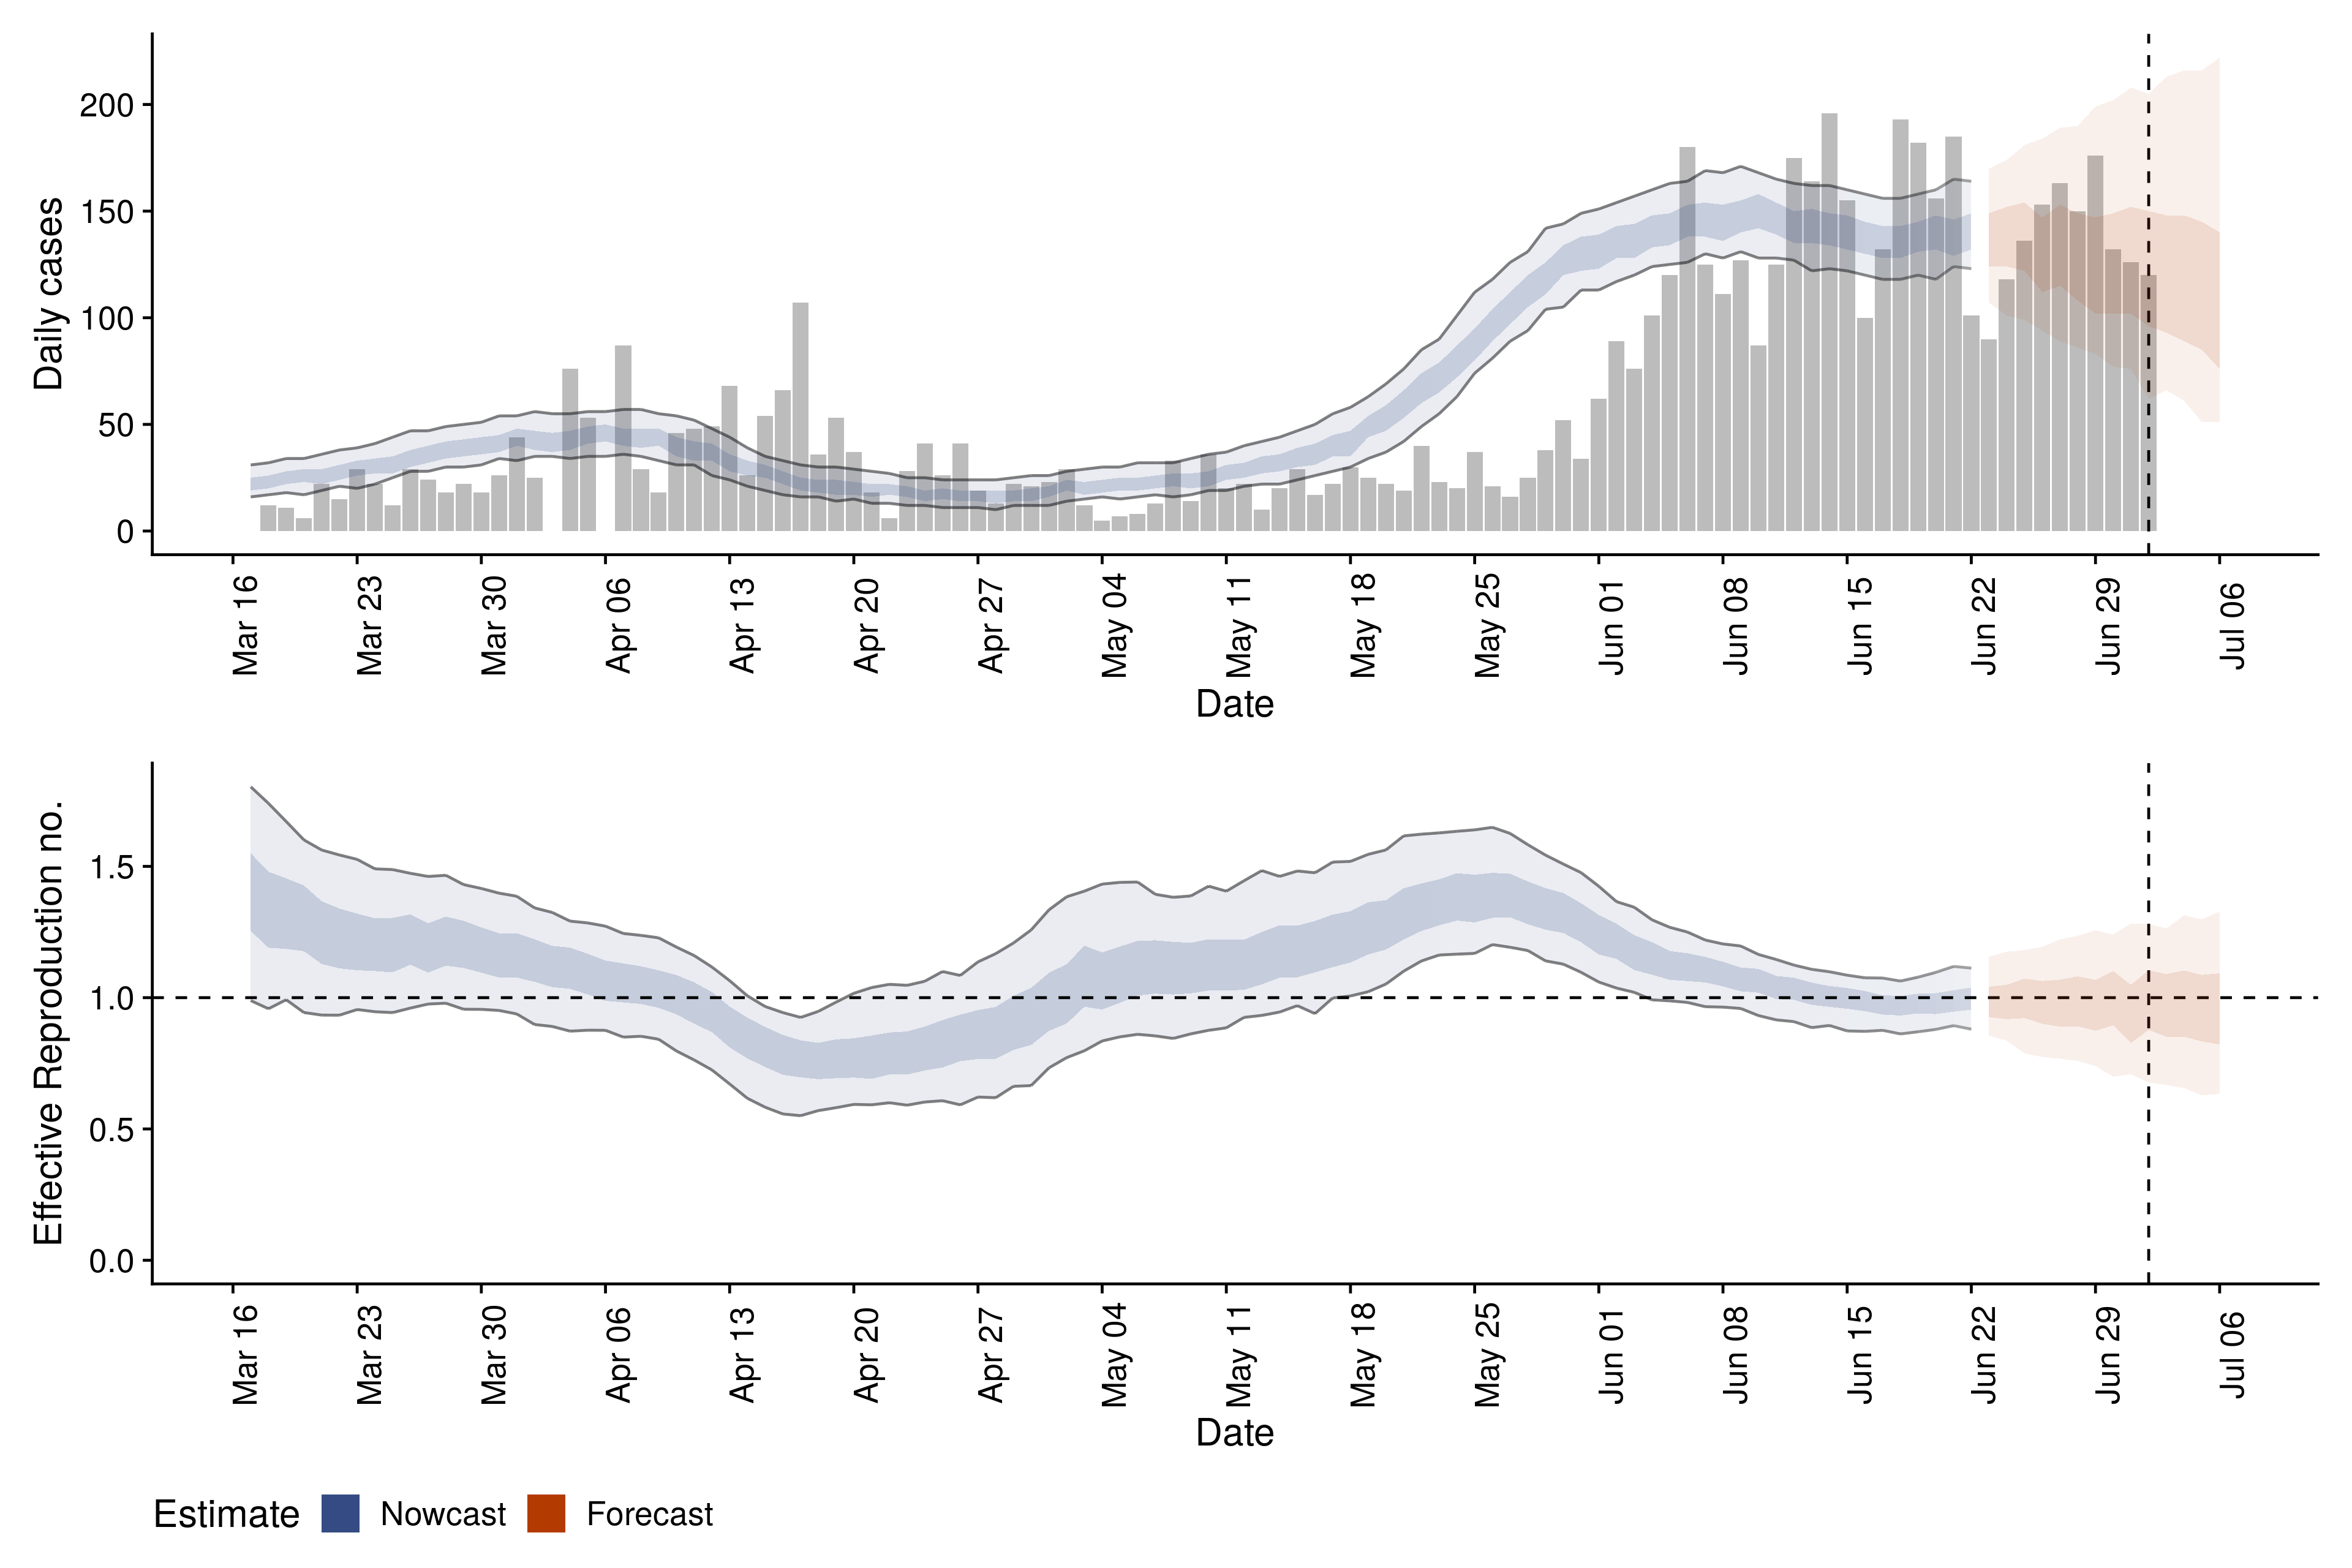 Daily cases
200
150
100
50
0
Mar 16
Mar 23
Mar 30
Apr 06
Apr 13
Apr 20
Apr 27
May 04
May 11
May 18
May 25
Jun 01
Jun 08
Jun 15
Jun 22
Jun 29
Jul 06
Date
Effective Reproduction no.
1.5
1.0
0.5
0.0
Mar 16
Mar 23
Mar 30
Apr 06
Apr 13
Apr 20
Apr 27
May 04
May 11
May 18
May 25
Jun 01
Jun 08
Jun 15
Jun 22
Jun 29
Jul 06
Date
Estimate Nowcast Forecast